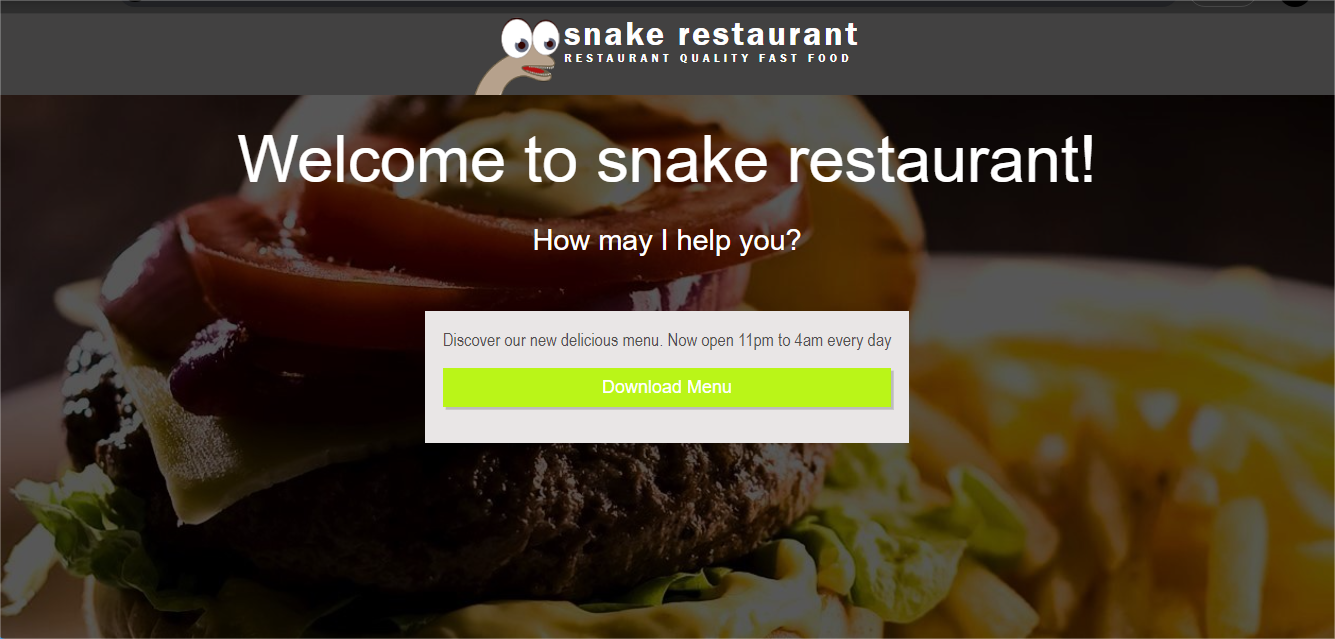 snake restaurant
RESTAURANT QUALITY FAST FOOD
Welcome to snake restaurant!
How may I help you?
Discover our new delicious menu. Now open 11pm to 4am every day
Download Menu